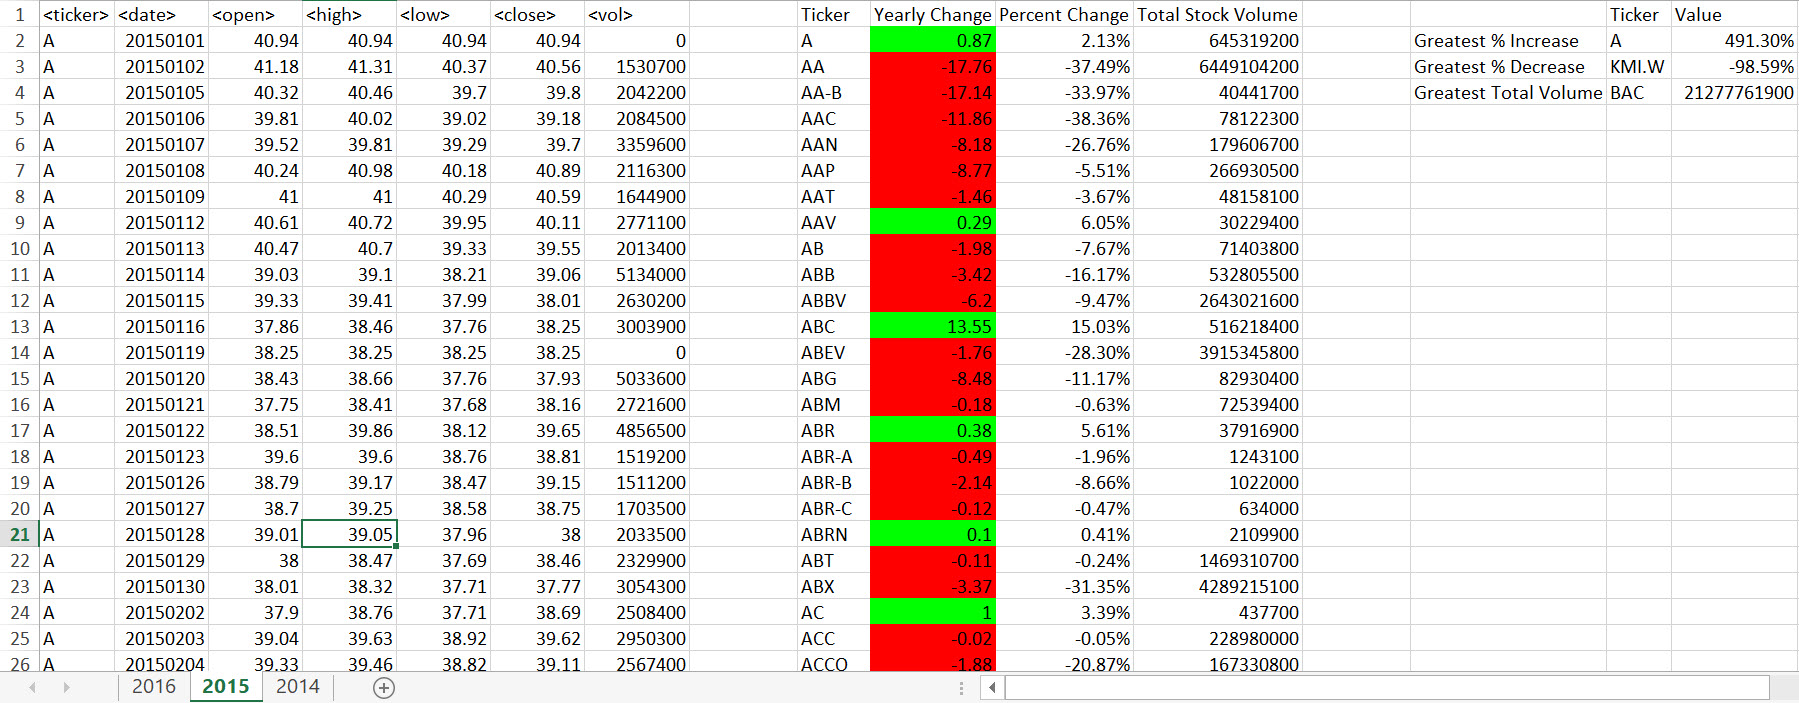 1 <ticker> <date> <open> <high> <low> <close> <vol> Ticker Yearly Change Percent Change Total Stock Volume Ticker Value
2 A 20150101 40.94 40.94 40.94 40.94 0 A 0.87 2.13% 645319200 Greatest % Increase A 491.30%
3 A 20150102 41.18 41.31 40.37 40.56 1530700 AA -17.76 -37.49% 6449104200 Greatest % Decrease KMI.W -98.59%
4 A 20150105 40.32 40.46 39.7 39.8 2042200 AA-B -17.14 -33.97% 40441700 Greatest Total Volume BAC 21277761900
5 A 20150106 39.81 40.02 39.02 39.18 2084500 AAC -11.86 -38.36% 78122300
6 A 20150107 39.52 39.81 39.29 39.7 3359600 AAN -8.18 -26.76% 179606700
7 A 20150108 40.24 40.98 40.18 40.89 2116300 AAP -8.77 -5.51% 266930500
8 A 20150109 41 41 40.29 40.59 1644900 AAT -1.46 -3.67% 48158100
9 A 20150112 40.61 40.72 39.95 40.11 2771100 AAV 0.29 6.05% 30229400
10 A 20150113 40.47 40.7 39.33 39.55 2013400 AB -1.98 -7.67% 71403800
11 A 20150114 39.03 39.1 38.21 39.06 5134000 ABB -3.42 -16.17% 532805500
12 A 20150115 39.33 39.41 37.99 38.01 2630200 ABBV -6.2 -9.47% 2643021600
13 A 20150116 37.86 38.46 37.76 38.25 3003900 ABC 13.55 15.03% 516218400
14 A 20150119 38.25 38.25 38.25 38.25 0 ABEV -1.76 -28.30% 3915345800
15 A 20150120 38.43 38.66 37.76 37.93 5033600 ABG -8.48 -11.17% 82930400
16 A 20150121 37.75 38.41 37.68 38.16 2721600 ABM -0.18 -0.63% 72539400
17 A 20150122 38.51 39.86 38.12 39.65 4856500 ABR 0.38 5.61% 37916900
18 A 20150123 39.6 39.6 38.76 38.81 1519200 ABR-A -0.49 -1.96% 1243100
19 A 20150126 38.79 39.17 38.47 39.15 1511200 ABR-B -2.14 -8.66% 1022000
20 A 20150127 38.7 39.25 38.58 38.75 1703500 ABR-C -0.12 -0.47% 634000
21 A 20150128 39.01 39.05 37.96 38 2033500 ABRN 0.1 0.41% 2109900
22 A 20150129 38 38.47 37.69 38.46 2329900 ABT -0.11 -0.24% 1469310700
23 A 20150130 38.01 38.32 37.71 37.77 3054300 ABX -3.37 -31.35% 4289215100
24 A 20150202 37.9 38.76 37.71 38.69 2508400 AC 1 3.39% 437700
25 A 20150203 39.04 39.63 38.92 39.62 2950300 ACC -0.02 -0.05% 228980000
26 A 20150204 39.33 39.46 38.82 39.11 2567400 ACCO -1.88 -20.87% 167330800
2016 2015 2014